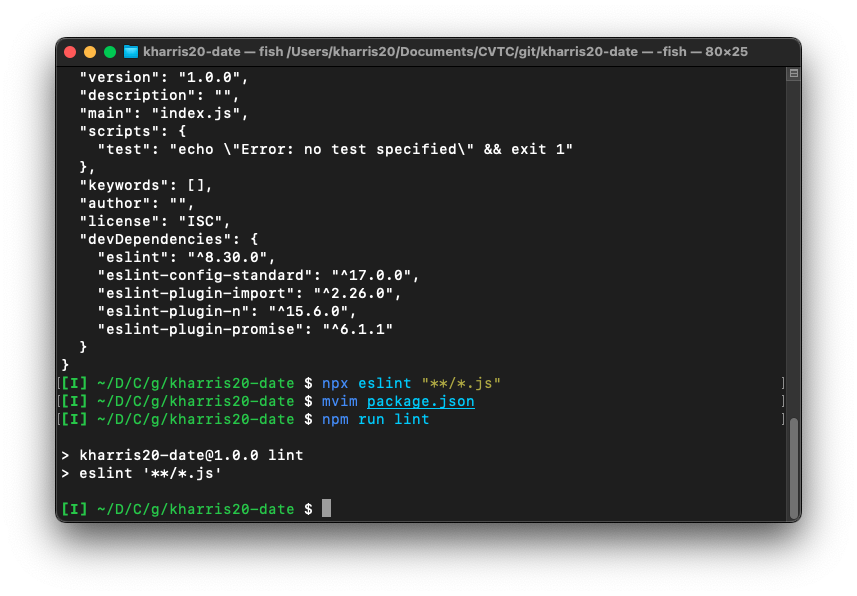 kharris20-date — fish /Users/kharris20/Documents/CVTC/git/kharris20-date — -fish — 80×25
  "version": "1.0.0",
  "description": "",
  "main": "index.js",
  "scripts": {
    "test": "echo \"Error: no test specified\" && exit 1"
  },
  "keywords": [],
  "author": "",
  "license": "ISC",
  "devDependencies": {
    "eslint": "^8.30.0",
    "eslint-config-standard": "^17.0.0",
    "eslint-plugin-import": "^2.26.0",
    "eslint-plugin-n": "^15.6.0",
    "eslint-plugin-promise": "^6.1.1"
  }
}
[[I] ~/D/C/g/kharris20-date $ npx eslint "**/*.js" ]
[[I] ~/D/C/g/kharris20-date $ mvim package.json ]
[[I] ~/D/C/g/kharris20-date $ npm run lint ]
> kharris20-date@1.0.0 lint
> eslint '**/*.js'
[I] ~/D/C/g/kharris20-date $